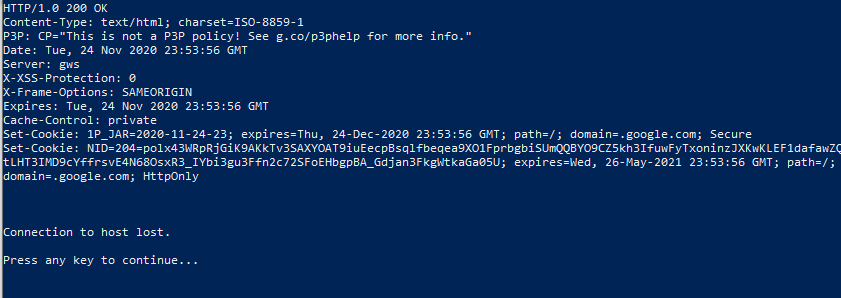 HTTP/1.0 200 OK
Content-Type: text/html; charset=ISO-8859-1
P3P: CP="This is not a P3P policy! See g.co/p3phelp for more info."
Date: Tue, 24 Nov 2020 23:53:56 GMT
Server: gws
X-XSS-Protection: 0
X-Frame-Options: SAMEORIGIN
Expires: Tue, 24 Nov 2020 23:53:56 GMT
Cache-Control: private
Set-Cookie: 1P_JAR=2020-11-24-23; expires=Thu, 24-Dec-2020 23:53:56 GMT; path=/; domain=.google.com; Secure
Set-Cookie: NID=204=polx43WRpRjGiK9AKkTv3SAXYOAT9iuEecpBsqlfbeqea9XO1FprbgbiSUmQQBYO9CZ5kh3IfuwFyTxoninzJXKwKLEF1dafawZQ
tLHT3IMD9cYffrsvE4N68OsxR3_IYbi3gu3Ffn2c72SFoEHbgpBA_Gdjan3FkgWtkaGa05U; expires=Wed, 26-May-2021 23:53:56 GMT; path=/;
domain=.google.com; HttpOnly
Connection to host lost.
Press any key to continue...